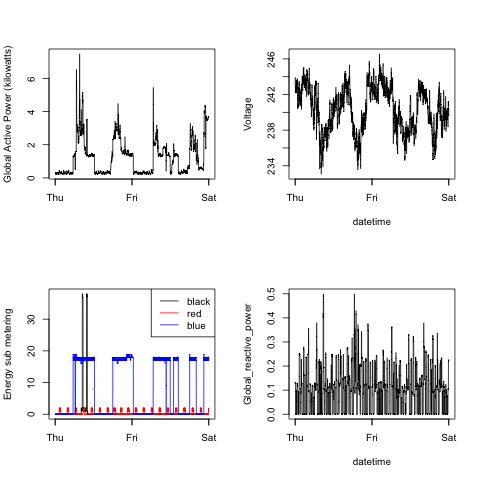 Global Active Power (kilowatts)
0 2 4 6
Thu Fri Sat
Voltage
234 238 242 246
Thu Fri Sat
datetime
Energy sub metering
0 10 20 30
black
red
blue
Thu Fri Sat
Global_reactive_power
0.0 0.1 0.2 0.3 0.4 0.5
Thu Fri Sat
datetime